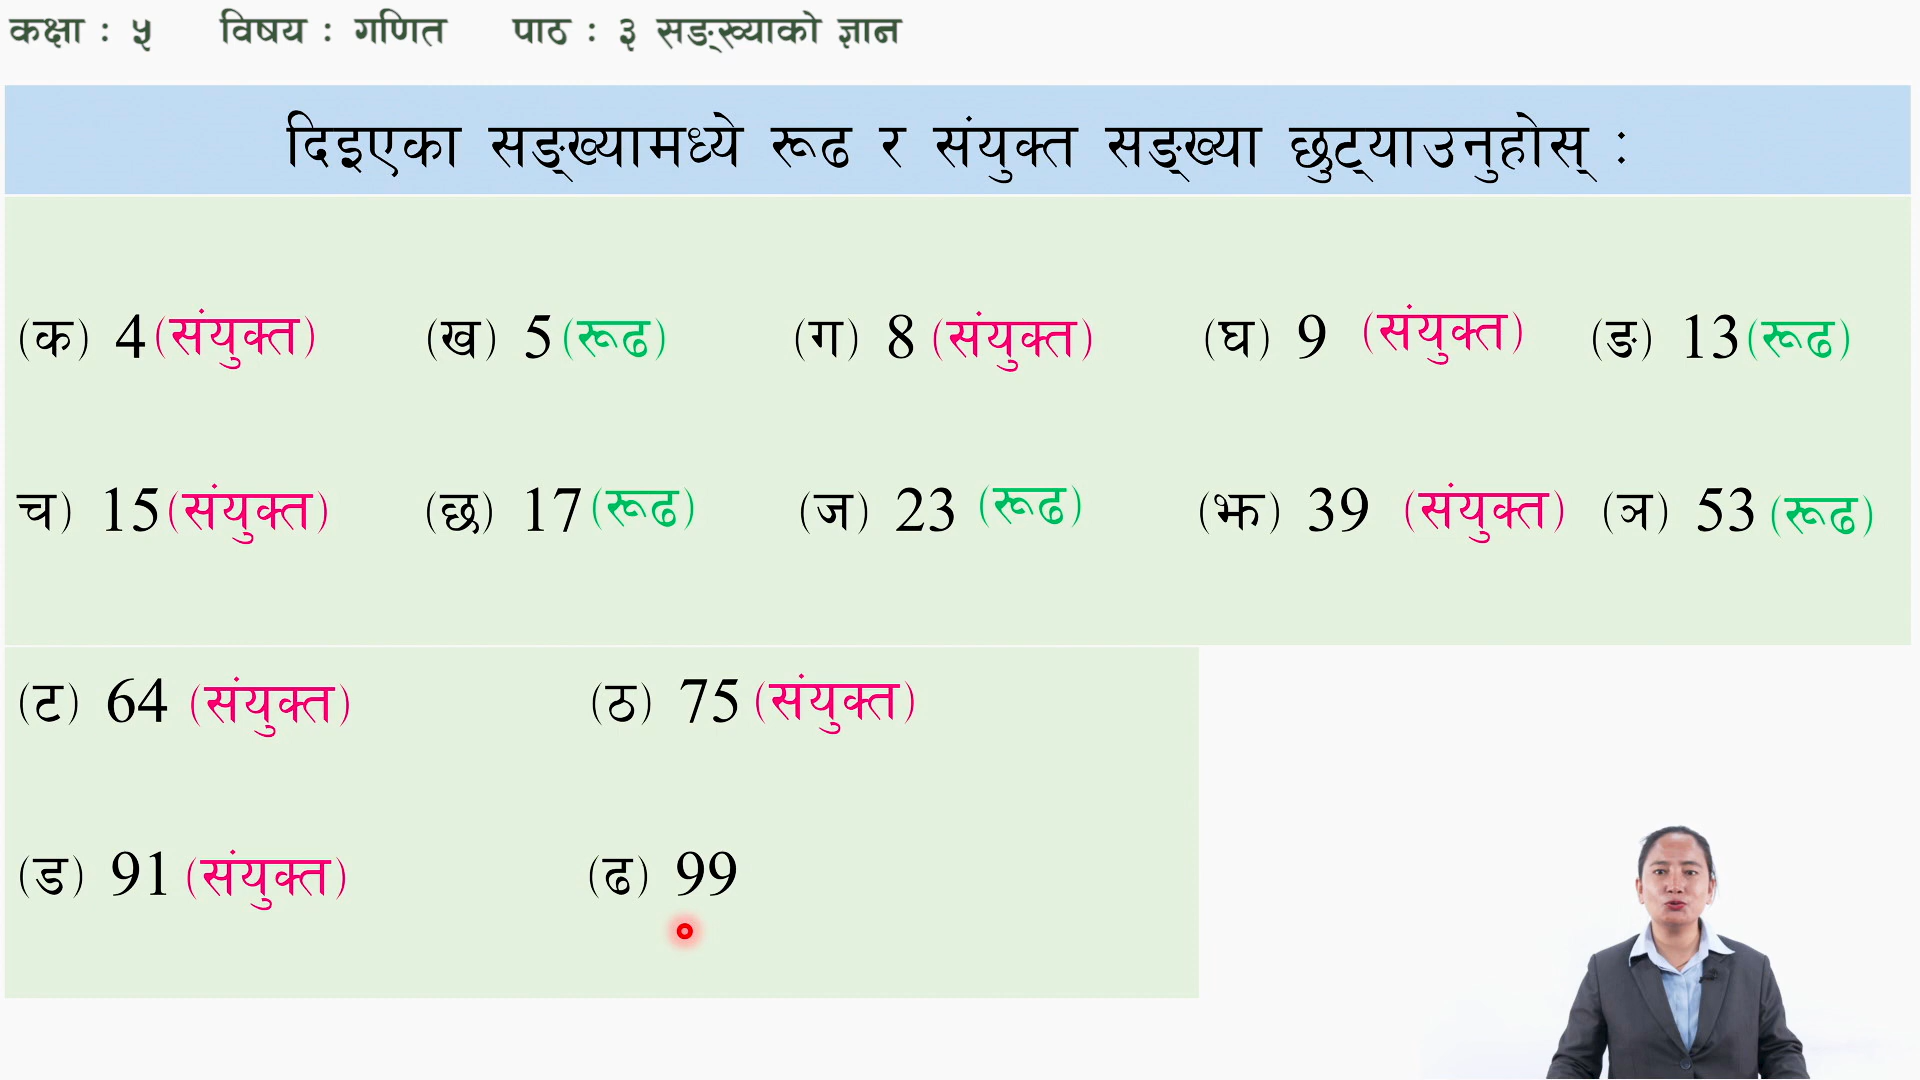 कक्षा : ५ विषय : गणित पाठ : ३ सङ्ख्याको ज्ञान
दिइएका सङ्ख्यामध्ये रूढ र संयुक्त सङ्ख्या छुट्याउनुहोस् :
(क) 4 (संयुक्त) (ख) 5 (रूढ) (ग) 8 (संयुक्त) (घ) 9 (संयुक्त) (ङ) 13 (रूढ)
च) 15 (संयुक्त) (छ) 17 (रूढ) (ज) 23 (रूढ) (झ) 39 (संयुक्त) (ञ) 53 (रूढ)
(ट) 64 (संयुक्त) (ठ) 75 (संयुक्त)
(ड) 91 (संयुक्त) (ढ) 99